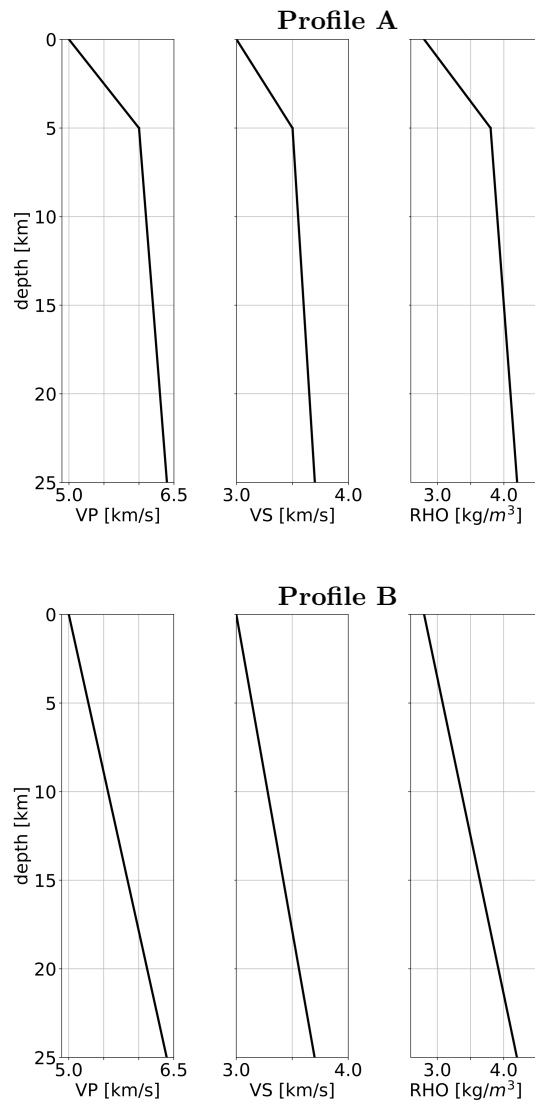 Profile A
0
5
10
15
20
25
depth [km]
5.0 6.5
VP [km/s]
3.0 4.0
VS [km/s]
3.0 4.0
RHO [kg/m³]
Profile B
0
5
10
15
20
25
depth [km]
5.0 6.5
VP [km/s]
3.0 4.0
VS [km/s]
3.0 4.0
RHO [kg/m³]